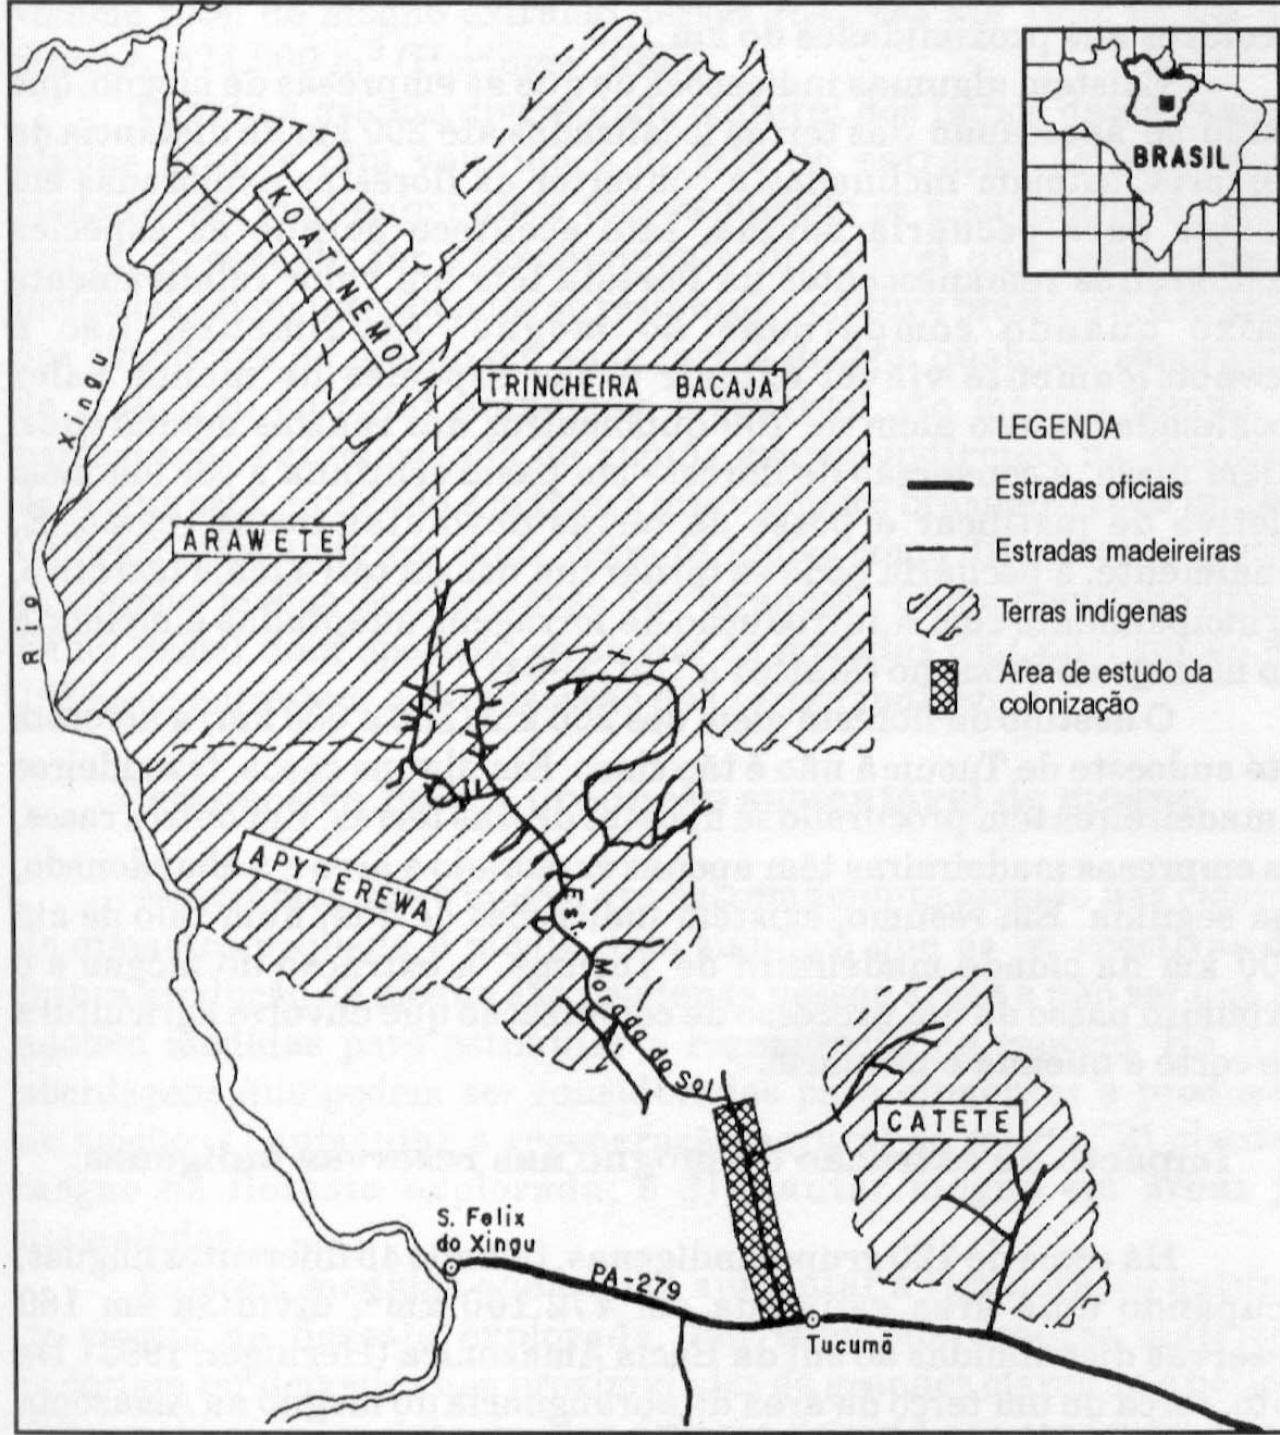 BRASIL
KOATINEMO
Rio Xingu
TRINCHEIRA BACAJA
ARAWETE
APYTEREWA
LEGENDA
Estradas oficiais
Estradas madeireiras
Terras indígenas
Área de estudo da
colonização
Est. Morada do Sol
CATETE
S. Felix
do Xingu
PA-279
Tucumã